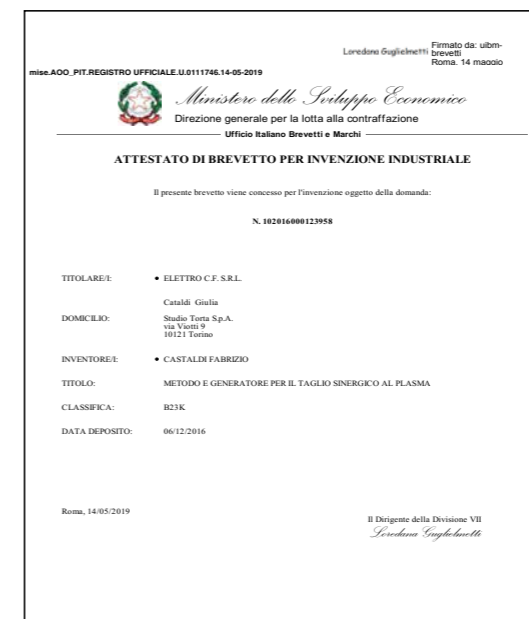 Loredana Guglielmetti
Firmato da: uibm-
brevetti
Roma, 14 maggio
mise.AOO_PIT.REGISTRO UFFICIALE.U.0111746.14-05-2019
Ministero dello Sviluppo Economico
Direzione generale per la lotta alla contraffazione
Ufficio Italiano Brevetti e Marchi
ATTESTATO DI BREVETTO PER INVENZIONE INDUSTRIALE
Il presente brevetto viene concesso per l'invenzione oggetto della domanda:
N. 102016000123958
TITOLARE/I: • ELETTRO C.F. S.R.L.
Cataldi Giulia
DOMICILIO: Studio Torta S.p.A.
via Viotti 9
10121 Torino
INVENTORE/I: • CASTALDI FABRIZIO
TITOLO: METODO E GENERATORE PER IL TAGLIO SINERGICO AL PLASMA
CLASSIFICA: B23K
DATA DEPOSITO: 06/12/2016
Roma, 14/05/2019
Il Dirigente della Divisione VII
Loredana Guglielmetti